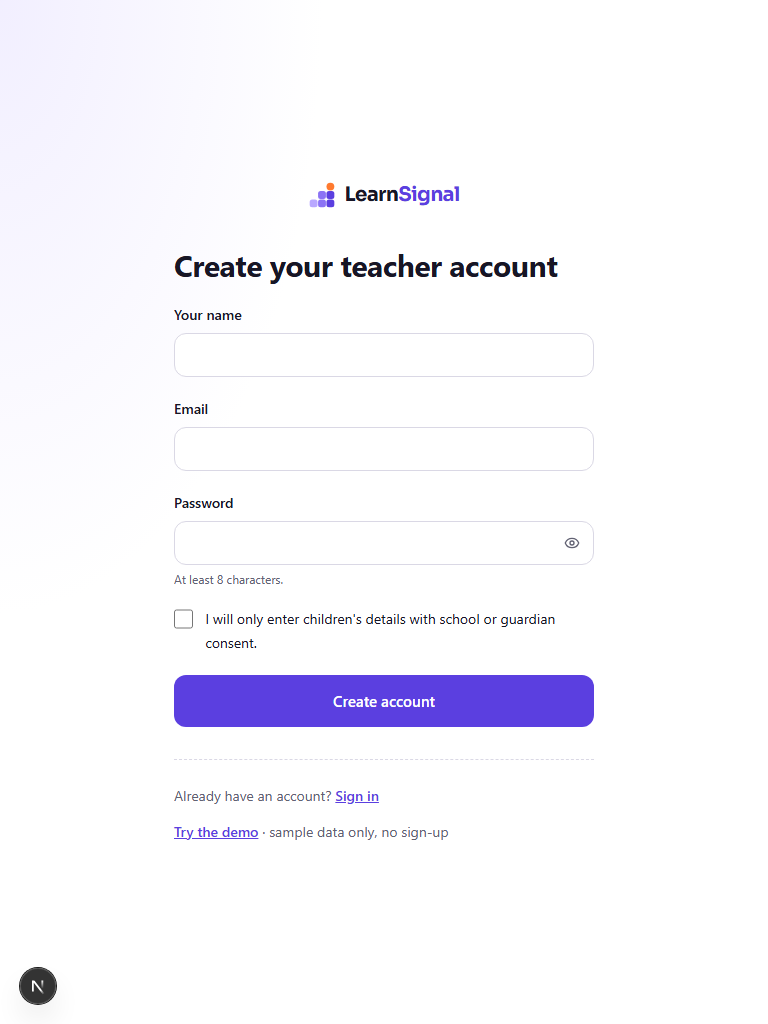 LearnSignal
Create your teacher account
Your name
Email
Password
At least 8 characters.
I will only enter children's details with school or guardian
consent.
Create account
Already have an account? Sign in
Try the demo · sample data only, no sign-up
N